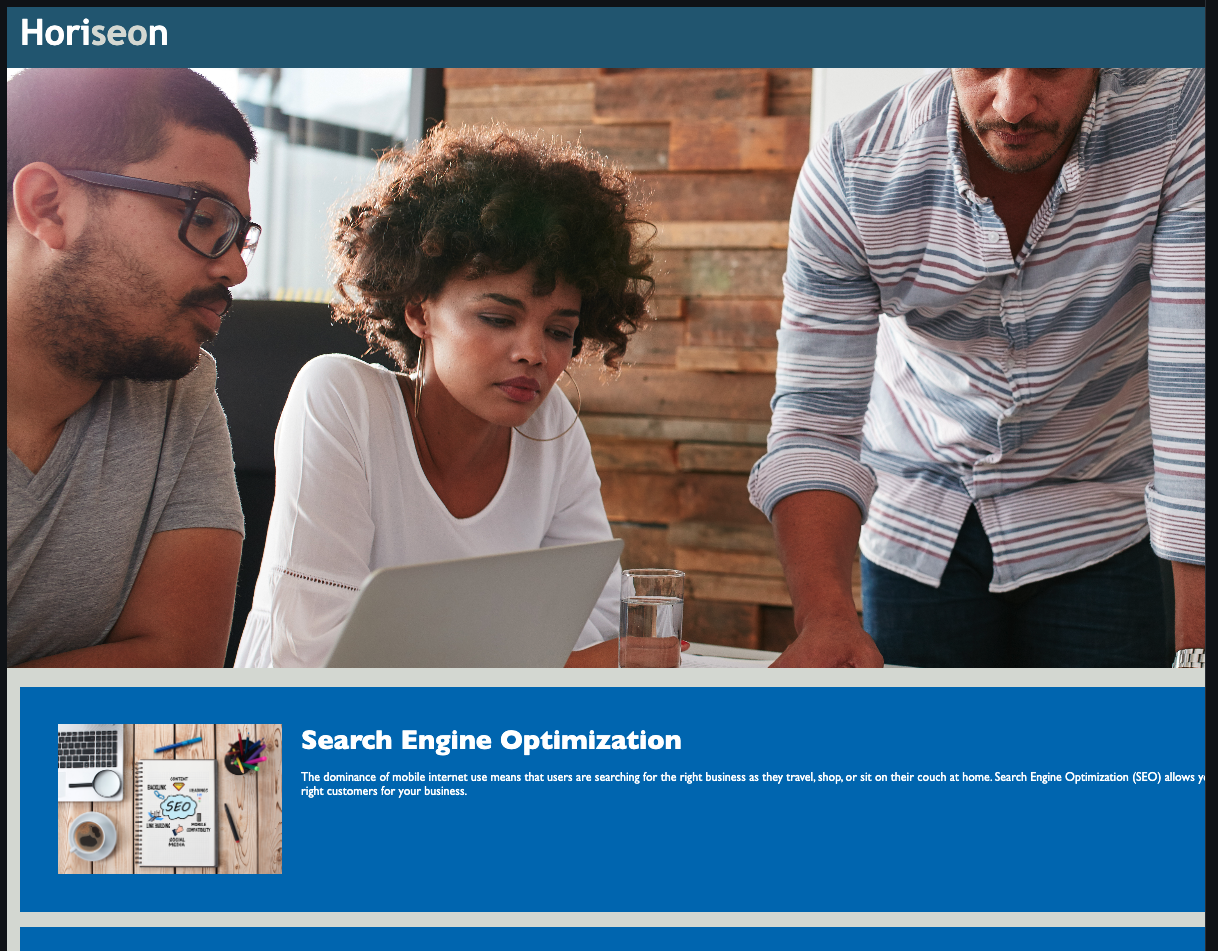 Horiseon
Search Engine Optimization
The dominance of mobile internet use means that users are searching for the right business as they travel, shop, or sit on their couch at home. Search Engine Optimization (SEO) allows
right customers for your business.
CONTENT
BACKLINK
SEO
LINK BUILDING
MOBILE
COMPATIBILITY
SOCIAL
MEDIA